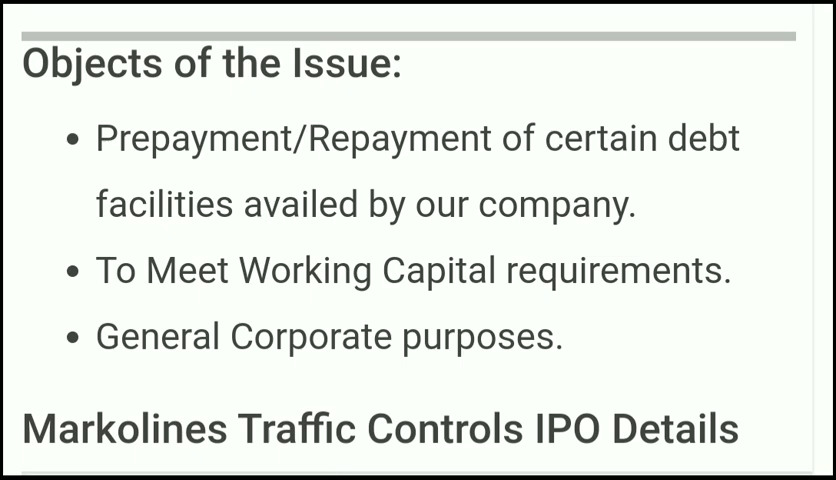 Objects of the Issue:
• Prepayment/Repayment of certain debt
facilities availed by our company.
• To Meet Working Capital requirements.
• General Corporate purposes.
Markolines Traffic Controls IPO Details